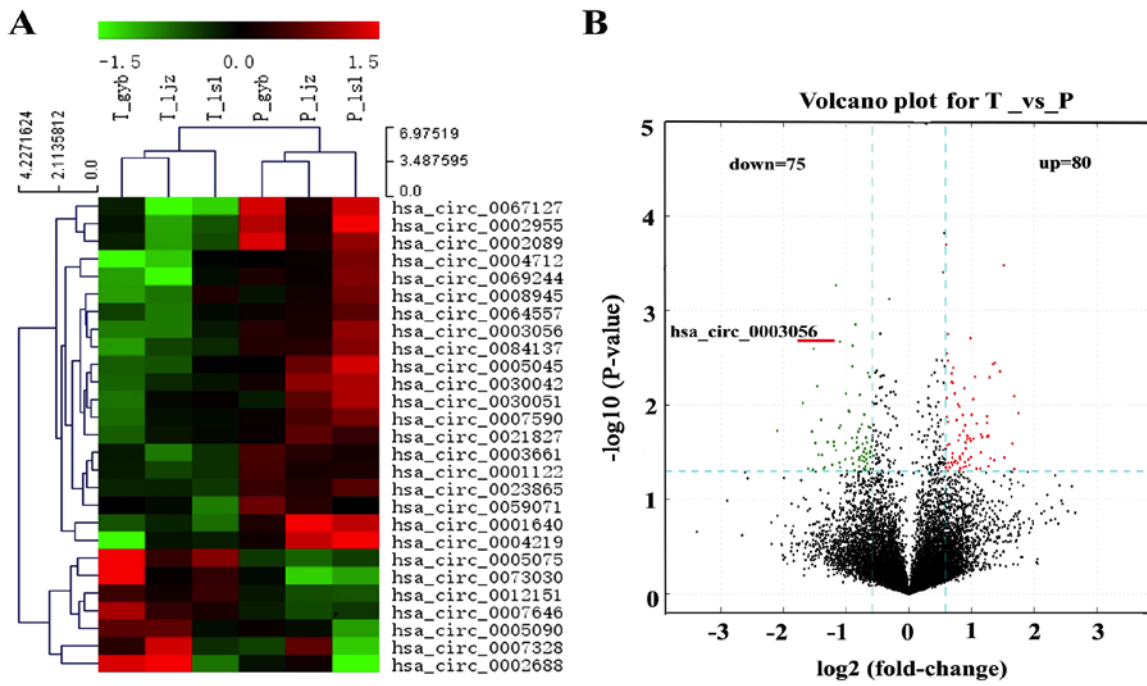 A
-1.5 0.0 1.5
T_gyb T_ljz T_lsl P_gyb P_ljz P_lsl
4.2271624 2.1135812 0.0
6.97519
3.487595
0.0
hsa_circ_0067127
hsa_circ_0002955
hsa_circ_0002089
hsa_circ_0004712
hsa_circ_0069244
hsa_circ_0008945
hsa_circ_0064557
hsa_circ_0003056
hsa_circ_0084137
hsa_circ_0005045
hsa_circ_0030042
hsa_circ_0030051
hsa_circ_0007590
hsa_circ_0021827
hsa_circ_0003661
hsa_circ_0001122
hsa_circ_0023865
hsa_circ_0059071
hsa_circ_0001640
hsa_circ_0004219
hsa_circ_0005075
hsa_circ_0073030
hsa_circ_0012151
hsa_circ_0007646
hsa_circ_0005090
hsa_circ_0007328
hsa_circ_0002688
B
Volcano plot for T _vs_P
down=75 up=80
hsa_circ_0003056
-log10 (P-value)
5
4
3
2
1
0
-3 -2 -1 0 1 2 3
log2 (fold-change)